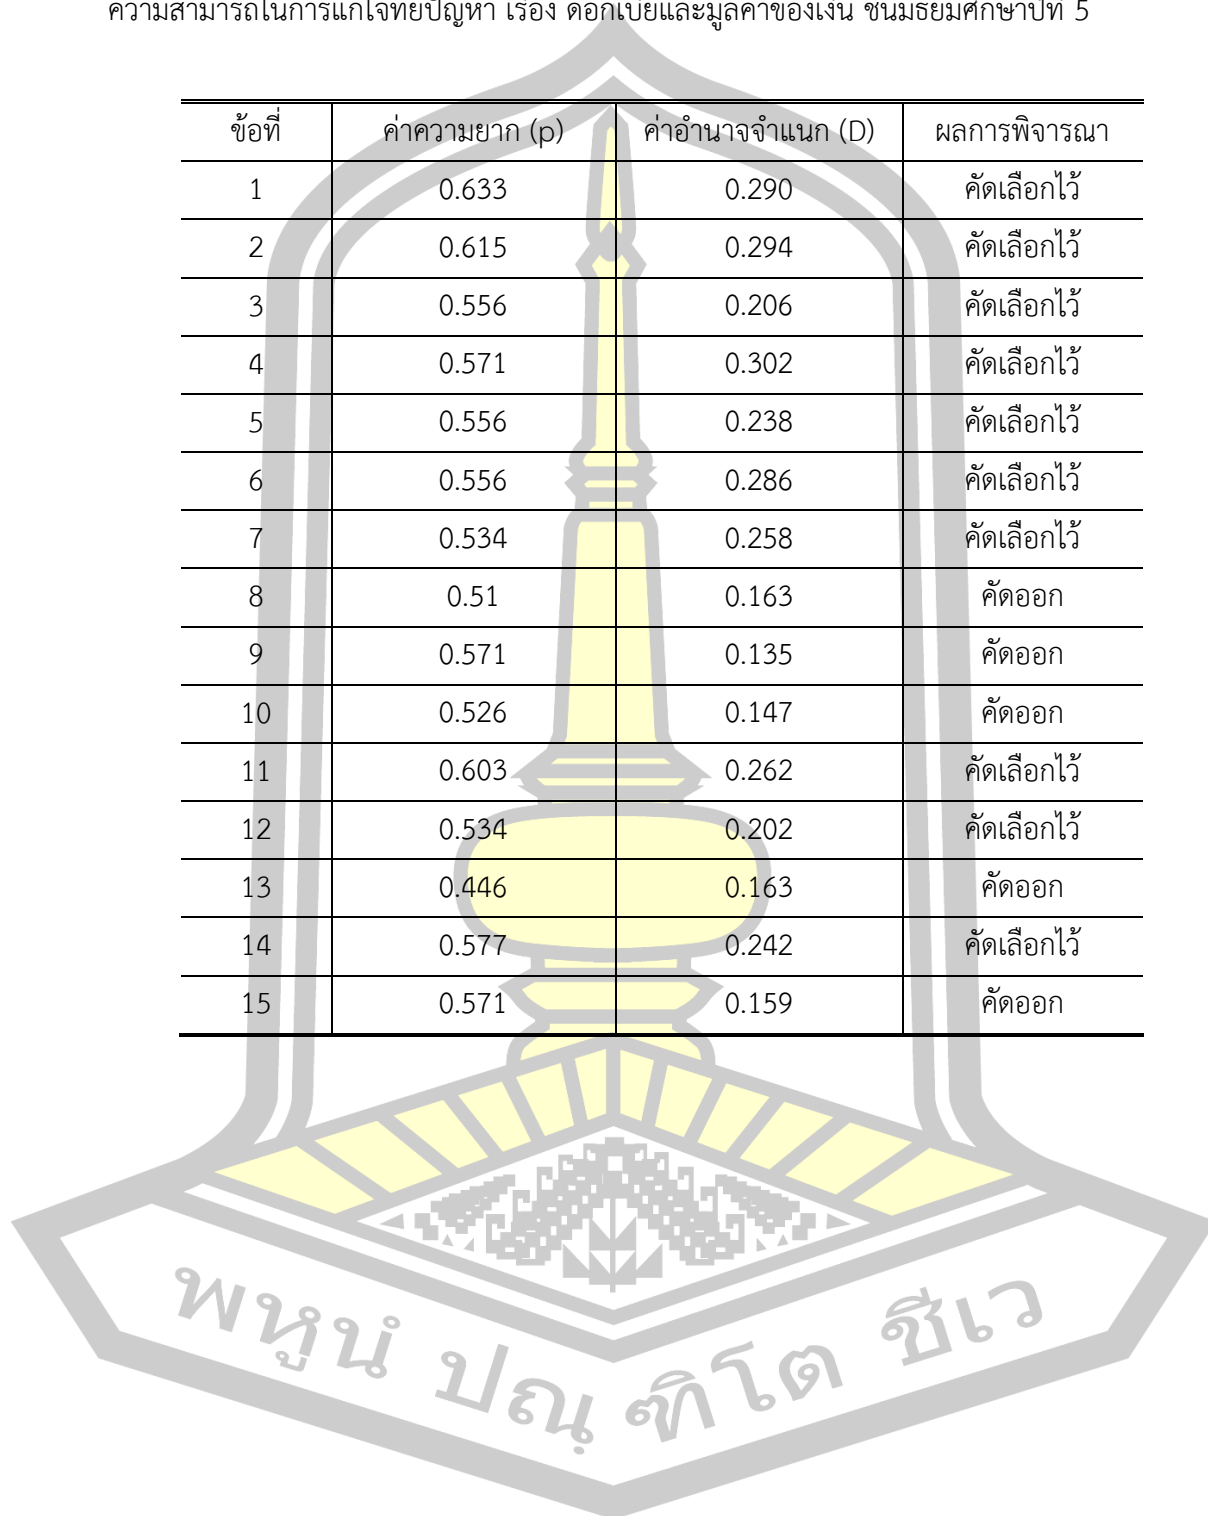 ความสามารถในการแก้โจทย์ปัญหา เรื่อง ดอกเบี้ยและมูลค่าของเงิน ชั้นมัธยมศึกษาปีที่ 5
ข้อที่ ค่าความยาก (p) ค่าอำนาจจำแนก (D) ผลการพิจารณา
1 0.633 0.290 คัดเลือกไว้
2 0.615 0.294 คัดเลือกไว้
3 0.556 0.206 คัดเลือกไว้
4 0.571 0.302 คัดเลือกไว้
5 0.556 0.238 คัดเลือกไว้
6 0.556 0.286 คัดเลือกไว้
7 0.534 0.258 คัดเลือกไว้
8 0.51 0.163 คัดออก
9 0.571 0.135 คัดออก
10 0.526 0.147 คัดออก
11 0.603 0.262 คัดเลือกไว้
12 0.534 0.202 คัดเลือกไว้
13 0.446 0.163 คัดออก
14 0.577 0.242 คัดเลือกไว้
15 0.571 0.159 คัดออก
พหูนํ ปณฺฑิโต ชีเว